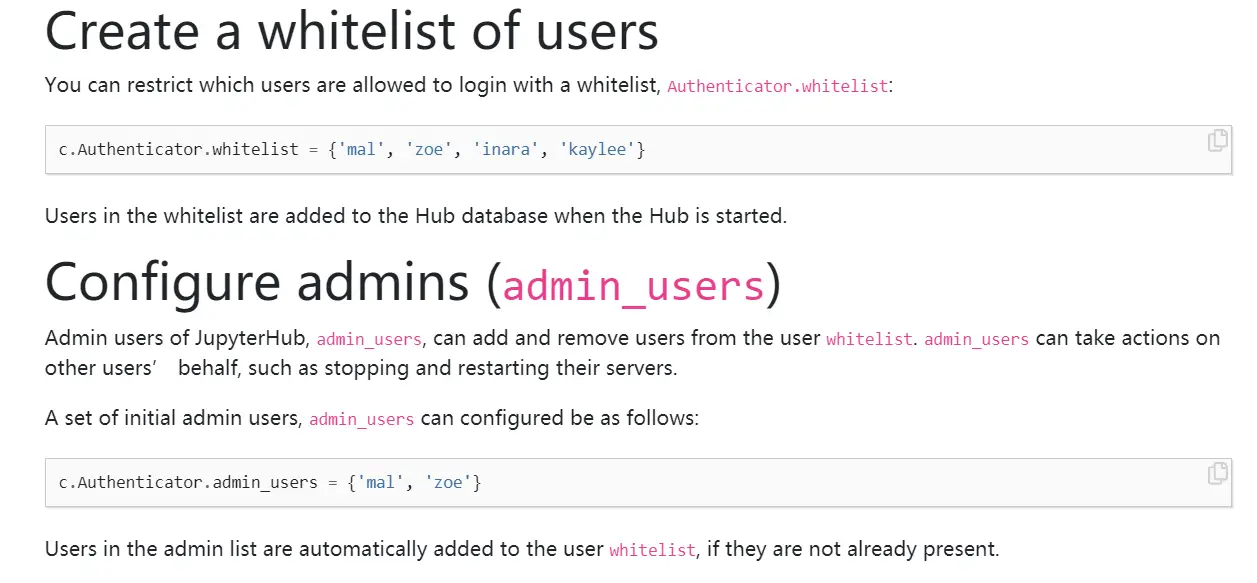 Create a whitelist of users
You can restrict which users are allowed to login with a whitelist, Authenticator.whitelist:
c.Authenticator.whitelist = {'mal', 'zoe', 'inara', 'kaylee'}
Users in the whitelist are added to the Hub database when the Hub is started.
Configure admins (admin_users)
Admin users of JupyterHub, admin_users, can add and remove users from the user whitelist. admin_users can take actions on
other users’ behalf, such as stopping and restarting their servers.
A set of initial admin users, admin_users can configured be as follows:
c.Authenticator.admin_users = {'mal', 'zoe'}
Users in the admin list are automatically added to the user whitelist, if they are not already present.